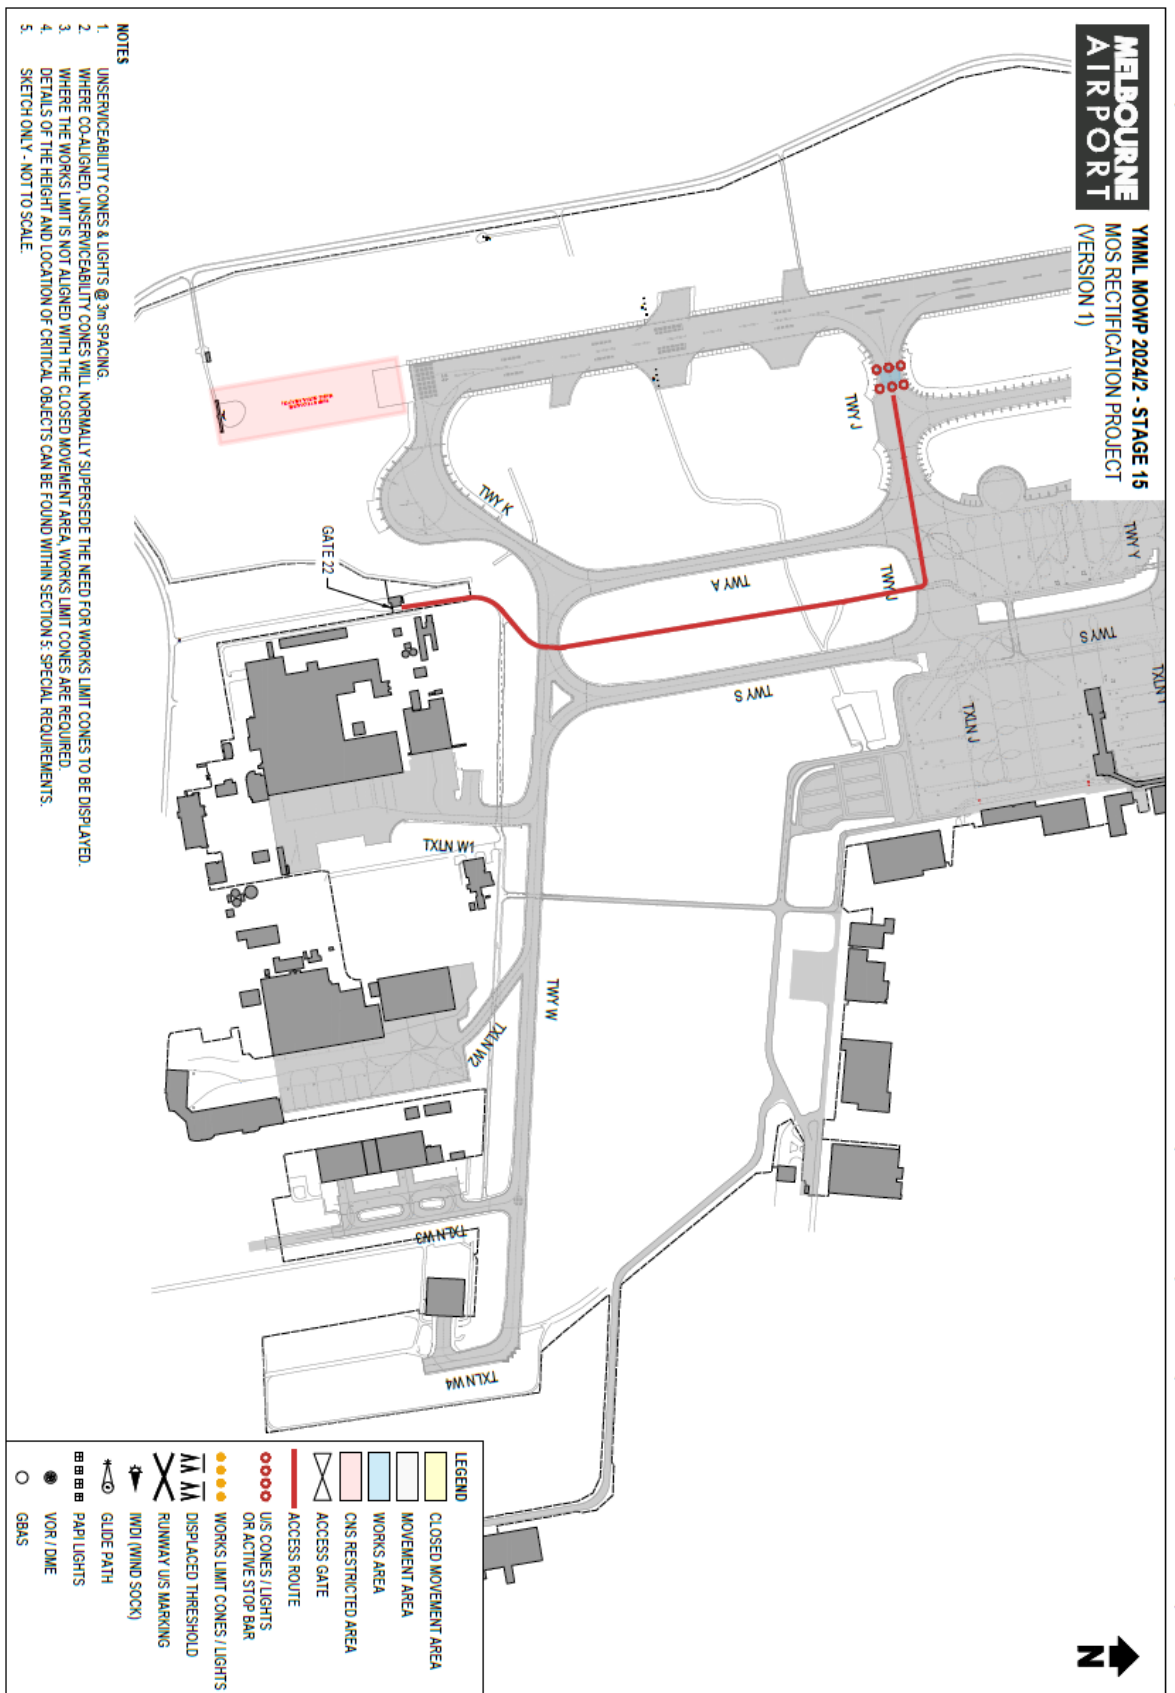 MELBOURNE
AIRPORT
YMML MOWP 2024/2 - STAGE 15
MOS RECTIFICATION PROJECT
(VERSION 1)
TWY J
TWY K
TWY Y
TWY J
TWY A
TWY S
TWY S
TXLN J
GATE 22
TXLN W1
TWY W
TXLN W2
TXLN W3
TXLN W4
NOTES
1. UNSERVICEABILITY CONES & LIGHTS @ 3m SPACING.
2. WHERE CO-ALIGNED, UNSERVICEABILITY CONES WILL NORMALLY SUPERSEDE THE NEED FOR WORKS LIMIT CONES TO BE DISPLAYED.
3. WHERE THE WORKS LIMIT IS NOT ALIGNED WITH THE CLOSED MOVEMENT AREA, WORKS LIMIT CONES ARE REQUIRED.
4. DETAILS OF THE HEIGHT AND LOCATION OF CRITICAL OBJECTS CAN BE FOUND WITHIN SECTION 5: SPECIAL REQUIREMENTS.
5. SKETCH ONLY - NOT TO SCALE.
LEGEND
CLOSED MOVEMENT AREA
MOVEMENT AREA
WORKS AREA
CNS RESTRICTED AREA
ACCESS GATE
ACCESS ROUTE
U/S CONES / LIGHTS
OR ACTIVE STOP BAR
WORKS LIMIT CONES / LIGHTS
DISPLACED THRESHOLD
RUNWAY U/S MARKING
IWDI (WIND SOCK)
GLIDE PATH
PAPI LIGHTS
VOR / DME
GBAS
N